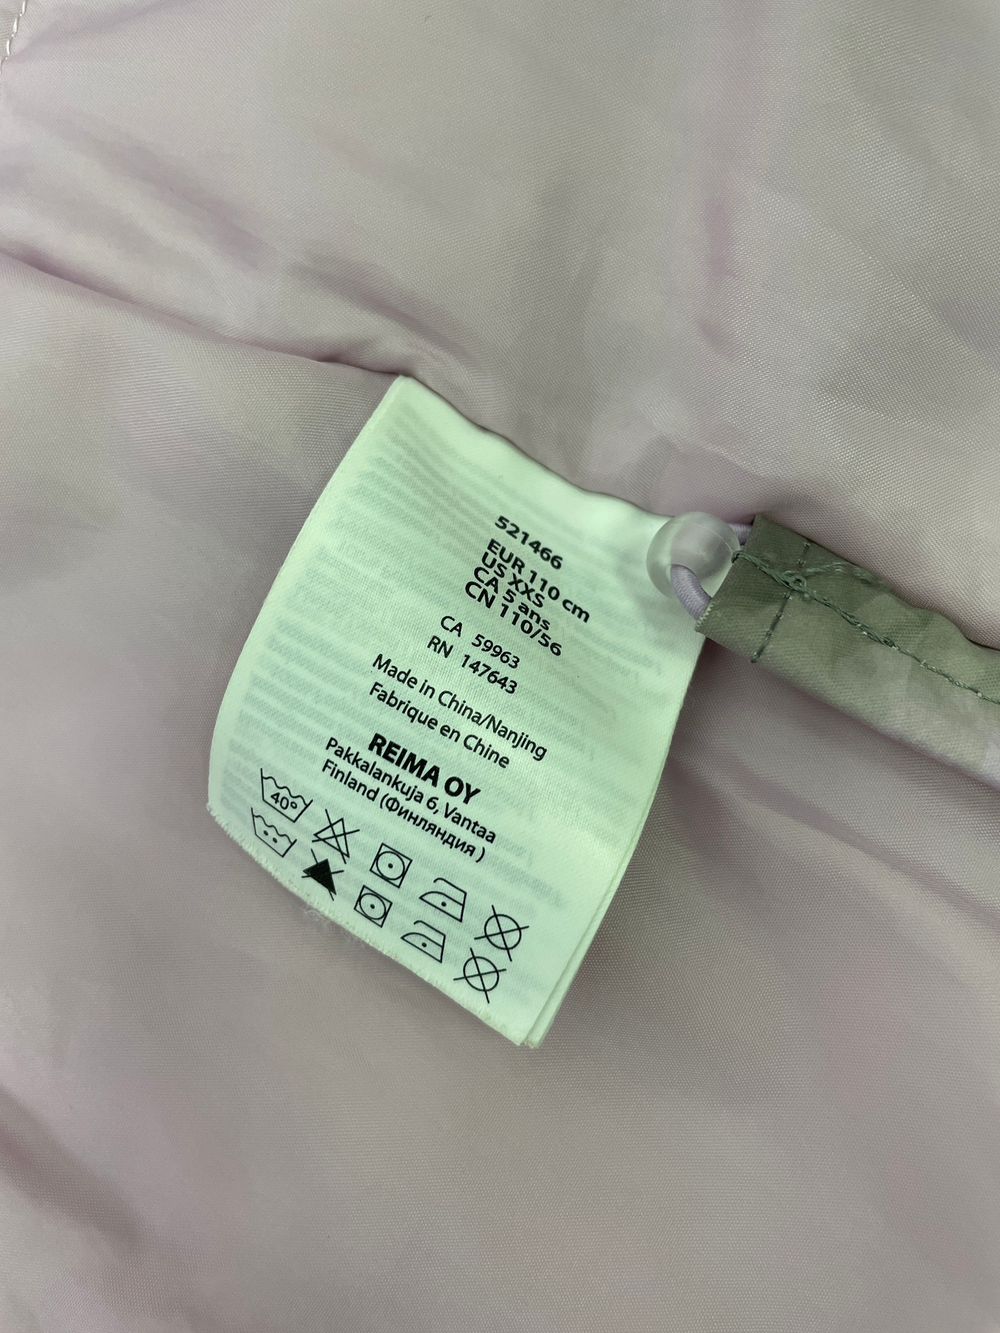 521466
EUR 110 cm
US XXS
CA 5 ans
CN 110/56
CA 59963
RN 147643
Made in China/Nanjing
Fabrique en Chine
REIMA OY
Pakkalankuja 6, Vantaa
Finland (Финляндия )
40°